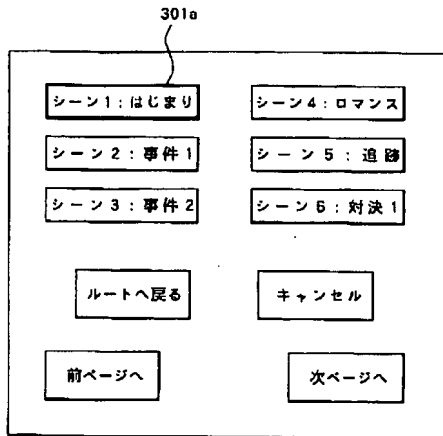 301a
シーン1：はじまり
シーン4：ロマンス
シーン2：事件1
シーン5：追跡
シーン3：事件2
シーン6：対決1
ルートへ戻る
キャンセル
前ページへ
次ページへ